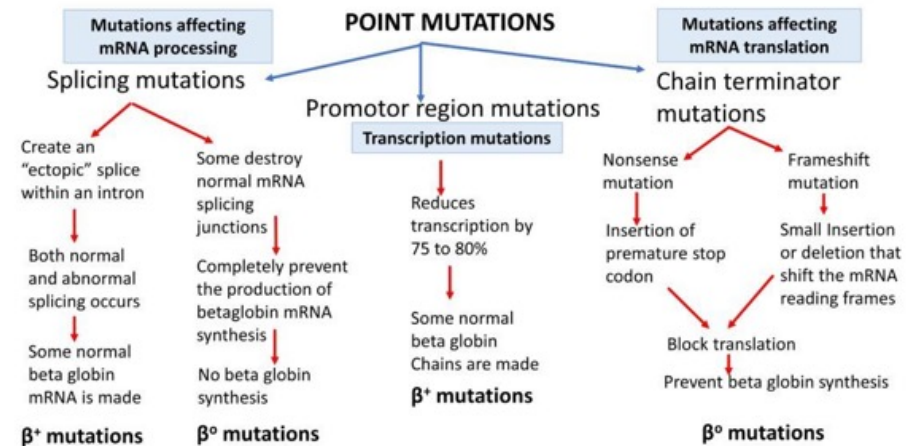 POINT MUTATIONS
Mutations affecting
mRNA processing
Splicing mutations
Create an
“ectopic” splice
within an intron
Both normal
and abnormal
splicing occurs
Some normal
beta globin
mRNA is made
β⁺ mutations
Some destroy
normal mRNA
splicing
junctions
Completely prevent
the production of
betaglobin mRNA
synthesis
No beta globin
synthesis
β⁰ mutations
Promotor region mutations
Transcription mutations
Reduces
transcription by
75 to 80%
Some normal
beta globin
Chains are made
β⁺ mutations
Mutations affecting
mRNA translation
Chain terminator
mutations
Nonsense
mutation
Insertion of
premature stop
codon
Frameshift
mutation
Small Insertion
or deletion that
shift the mRNA
reading frames
Block translation
Prevent beta globin synthesis
β⁰ mutations